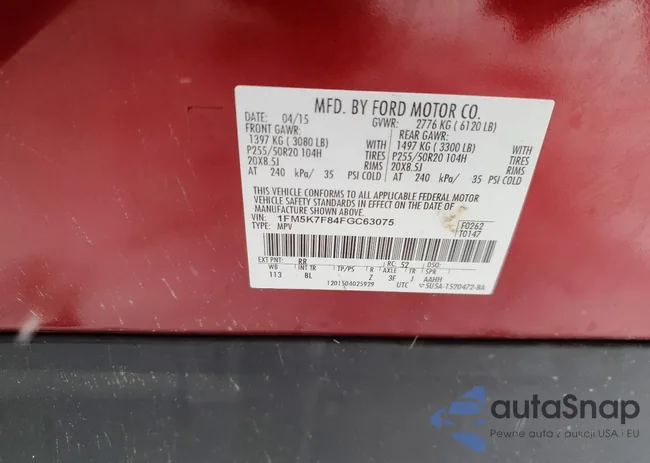 MFD. BY FORD MOTOR CO.
DATE: 04/15 GVWR: 2776 KG ( 6120 LB)
FRONT GAWR: REAR GAWR:
1397 KG ( 3080 LB) 1497 KG ( 3300 LB)
P255/50R20 104H TIRES P255/50R20 104H TIRES
20X8.5J RIMS 20X8.5J RIMS
AT 240 kPa/ 35 PSI COLD AT 240 kPa/ 35 PSI COLD
THIS VEHICLE CONFORMS TO ALL APPLICABLE FEDERAL MOTOR
VEHICLE SAFETY STANDARDS IN EFFECT ON THE DATE OF
MANUFACTURE SHOWN ABOVE.
VIN: 1FM5K7F84FGC63075 F0262
TYPE: MPV T0147
EXT PNT: RR RC: 52 DSO:
WB INT TR TP/PS R AXLE TR SPR
113 BL Z 3F J AAHH
1201504025929 UTC 5U5A-1520472-BA
autaSnap
Pewne auta z aukcji USA i EU